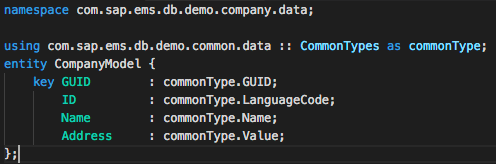 namespace com.sap.ems.db.demo.company.data;
using com.sap.ems.db.demo.common.data :: CommonTypes as commonType;
entity CompanyModel {
key GUID : commonType.GUID;
ID : commonType.LanguageCode;
Name : commonType.Name;
Address : commonType.Value;
};